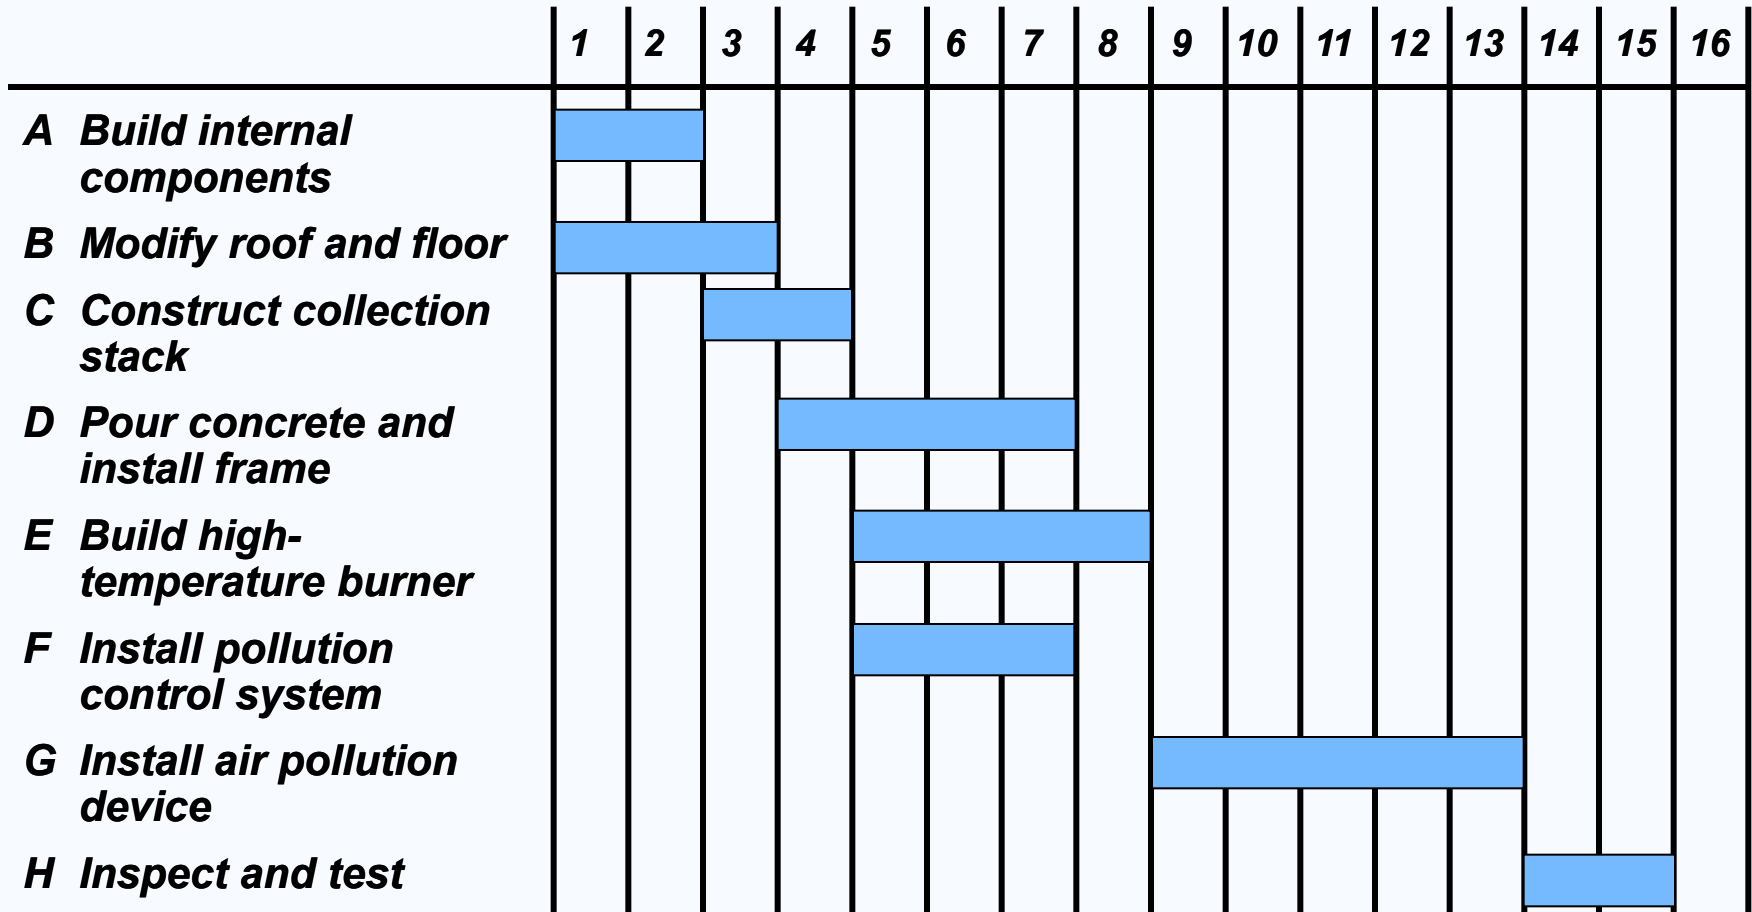 1 2 3 4 5 6 7 8 9 10 11 12 13 14 15 16
A Build internal
components
B Modify roof and floor
C Construct collection
stack
D Pour concrete and
install frame
E Build high-
temperature burner
F Install pollution
control system
G Install air pollution
device
H Inspect and test